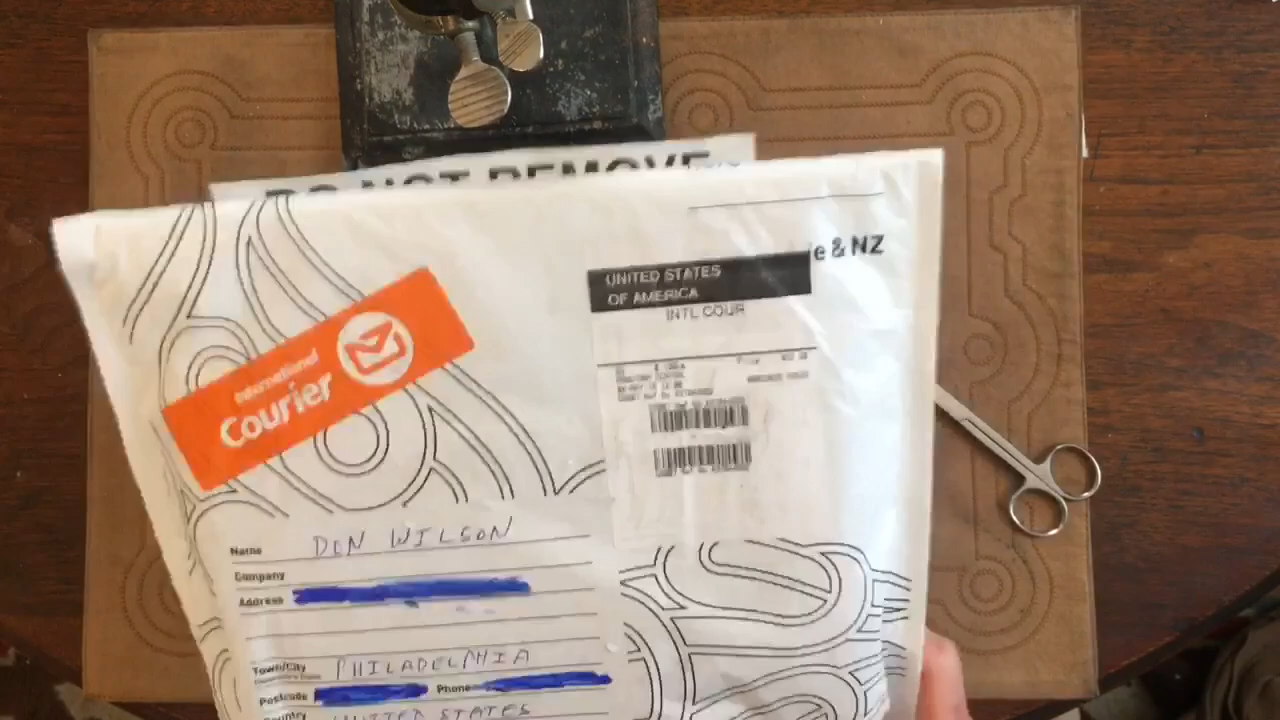 DO NOT REMOVE
e & NZ
UNITED STATES
OF AMERICA
INTL COUR
International
Courier
Name DON WILSON
Company
Address
Town/City PHILADELPHIA
Postcode Phone
Country UNITED STATES